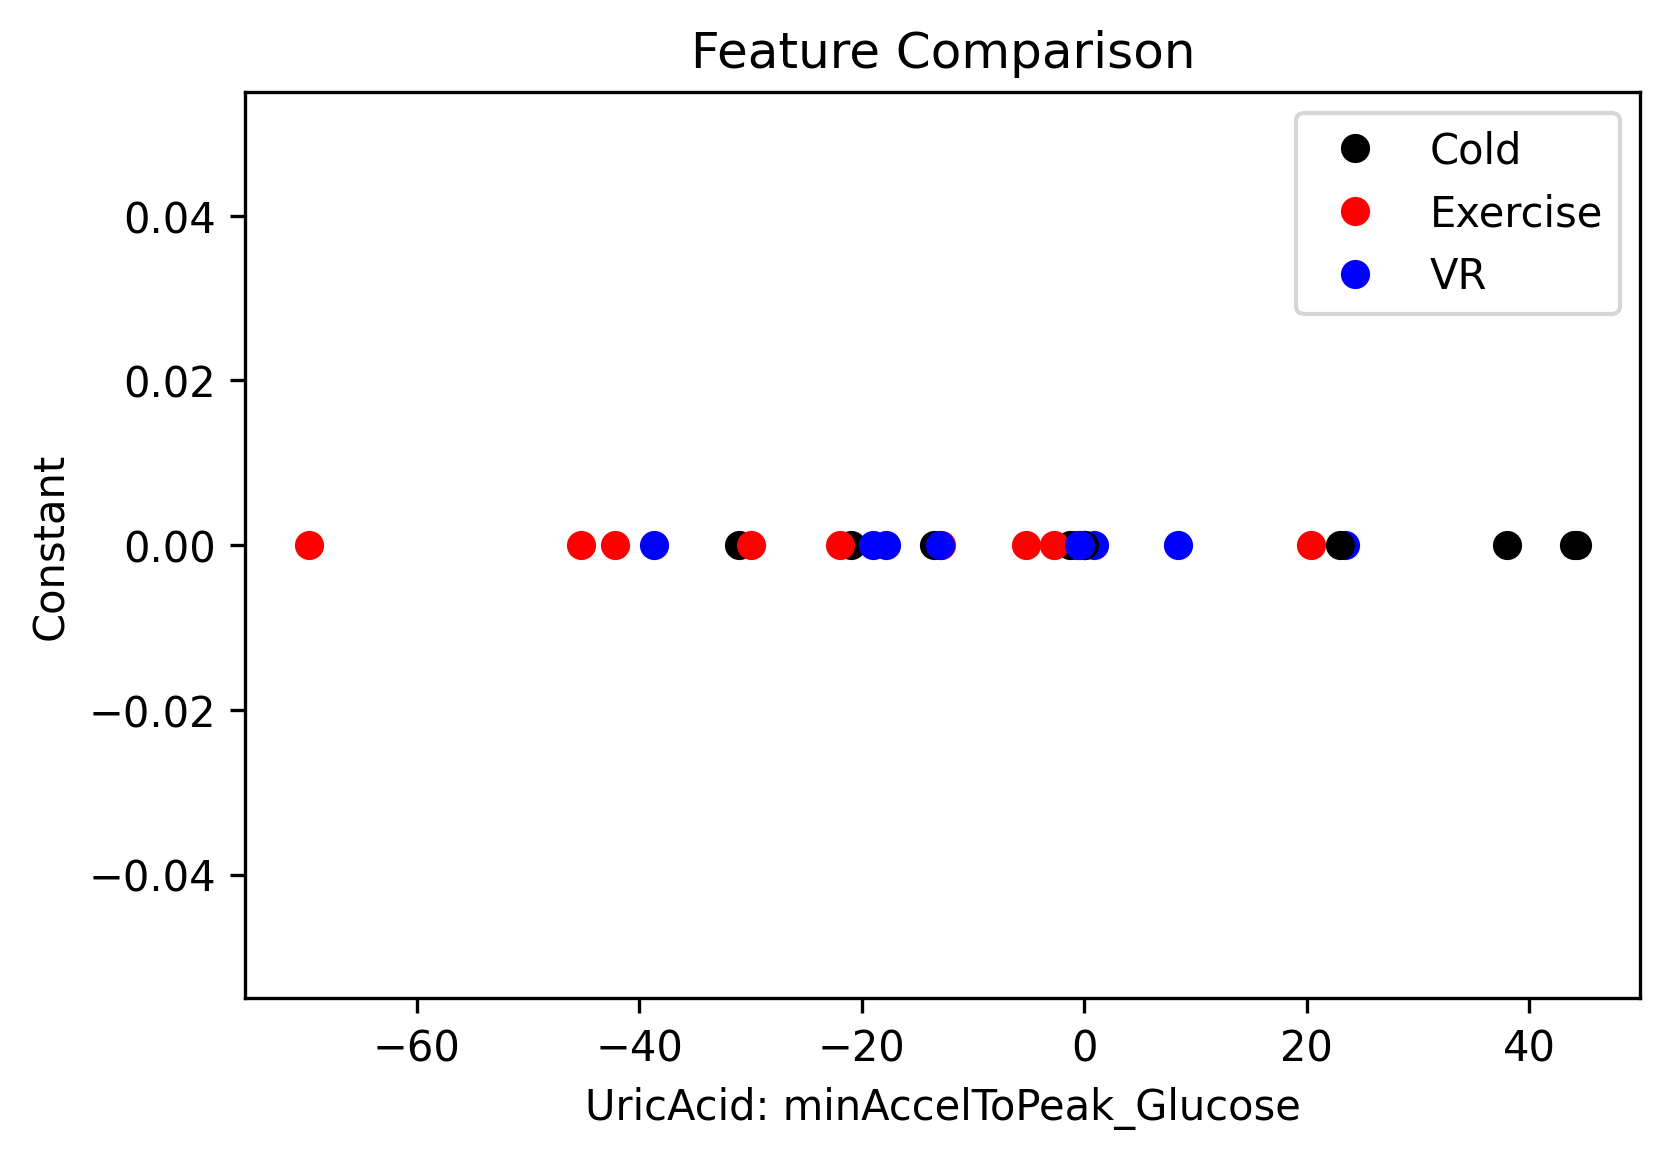 Feature Comparison
Cold
Exercise
VR
0.04
0.02
0.00
−0.02
−0.04
Constant
−60 −40 −20 0 20 40
UricAcid: minAccelToPeak_Glucose